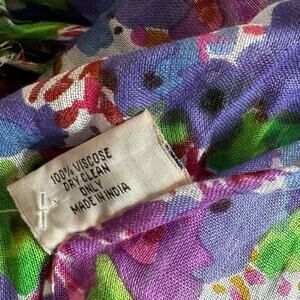 100% VISCOSE
DRY CLEAN
ONLY
MADE IN INDIA